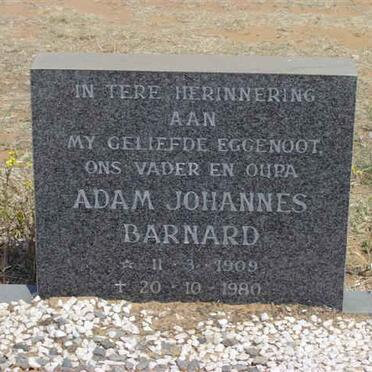 IN TERE HERINNERING
AAN
MY GELIEFDE EGGENOOT,
ONS VADER EN OUPA
ADAM JOHANNES
BARNARD
☆ 11 · 3 · 1909
✝ 20 · 10 · 1980